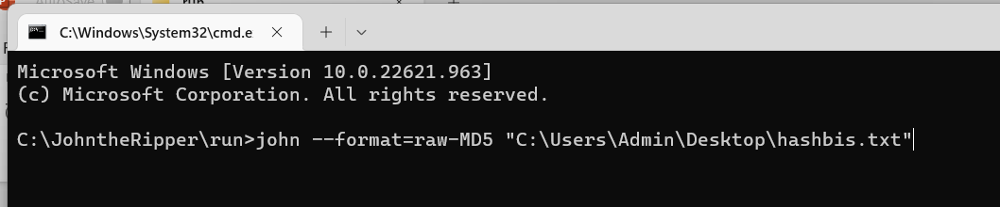 C:\Windows\System32\cmd.e
Microsoft Windows [Version 10.0.22621.963]
(c) Microsoft Corporation. All rights reserved.
C:\JohntheRipper\run>john --format=raw-MD5 "C:\Users\Admin\Desktop\hashbis.txt"